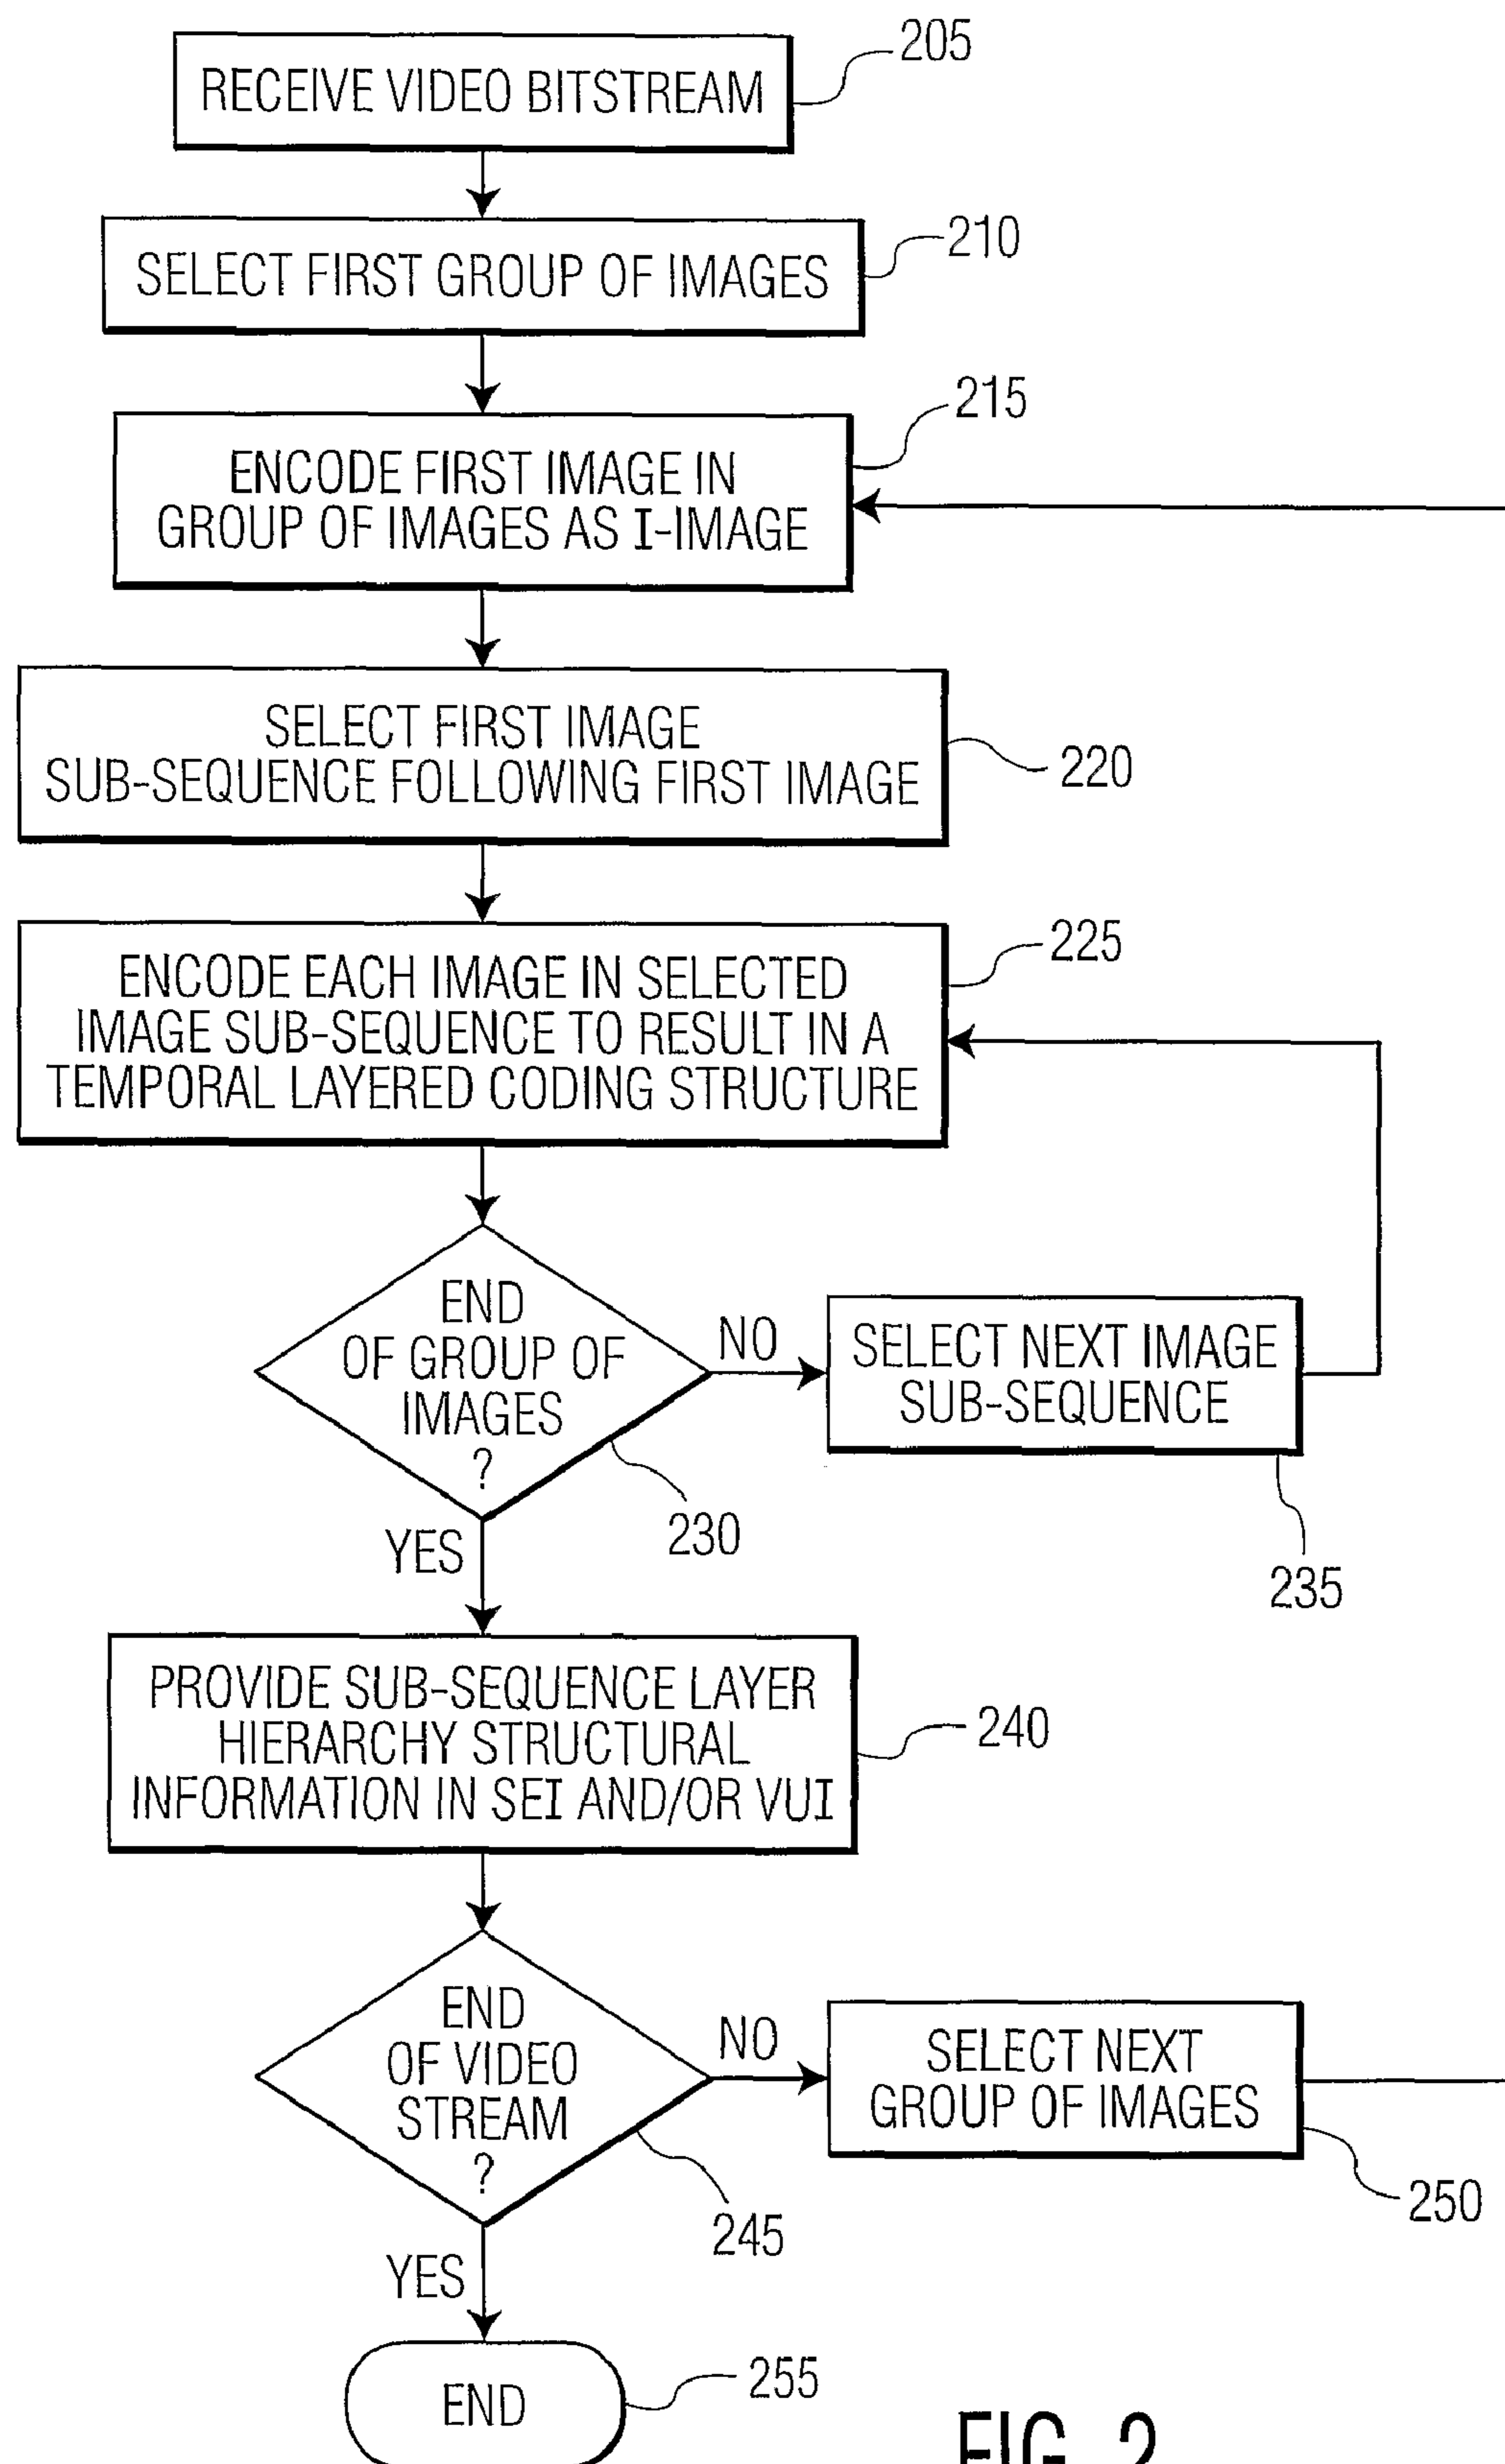 RECEIVE VIDEO BITSTREAM
205
SELECT FIRST GROUP OF IMAGES
210
ENCODE FIRST IMAGE IN
GROUP OF IMAGES AS I-IMAGE
215
SELECT FIRST IMAGE
SUB-SEQUENCE FOLLOWING FIRST IMAGE
220
ENCODE EACH IMAGE IN SELECTED
IMAGE SUB-SEQUENCE TO RESULT IN A
TEMPORAL LAYERED CODING STRUCTURE
225
END
OF GROUP OF
IMAGES
?
230
NO
SELECT NEXT IMAGE
SUB-SEQUENCE
235
YES
PROVIDE SUB-SEQUENCE LAYER
HIERARCHY STRUCTURAL
INFORMATION IN SEI AND/OR VUI
240
END
OF VIDEO
STREAM
?
245
NO
SELECT NEXT
GROUP OF IMAGES
250
YES
END
255
FIG. 2